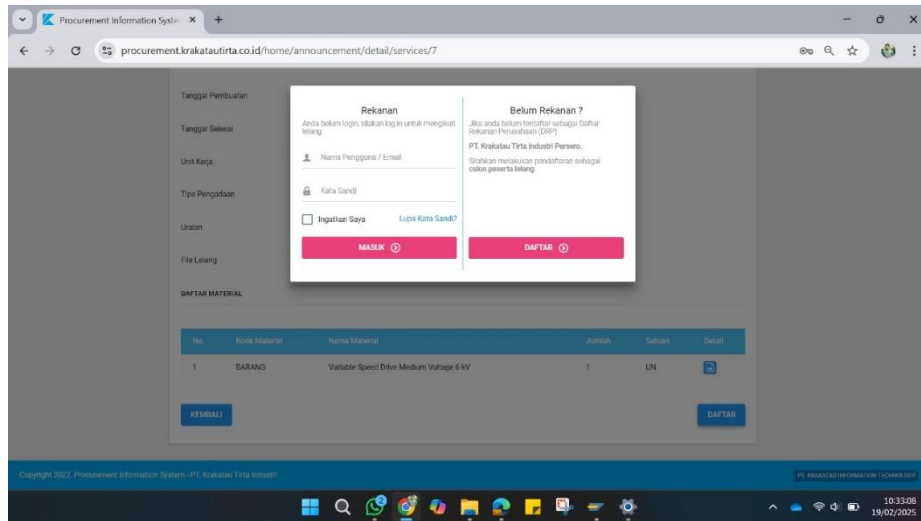 Procurement Information Syste
procurement.krakatautirta.co.id/home/announcement/detail/services/7
Tanggal Pembuatan
Tanggal Selesai
Unit Kerja
Tipe Pengadaan
Uraian
File Lelang
DAFTAR MATERIAL
Rekanan
Anda belum login, silakan log in untuk mengikuti
lelang
Nama Pengguna / Email
Kata Sandi
Ingatkan Saya
Lupa Kata Sandi?
MASUK
Belum Rekanan ?
Jika anda belum terdaftar sebagai Daftar
Rekanan Perusahaan (DRP)
PT. Krakatau Tirta Industri Persero.
Silahkan melakukan pendaftaran sebagai
calon peserta lelang.
DAFTAR
No. Kode Material Nama Material Jumlah Satuan Detail
1 BARANG Variable Speed Drive Medium Voltage 6 kV 1 UN
KEMBALI
DAFTAR
Copyright 2022. Procurement Information System--PT. Krakatau Tirta Industri
PT. KRAKATAU INFORMATION TECHNOLOGY
10:33:08
19/02/2025